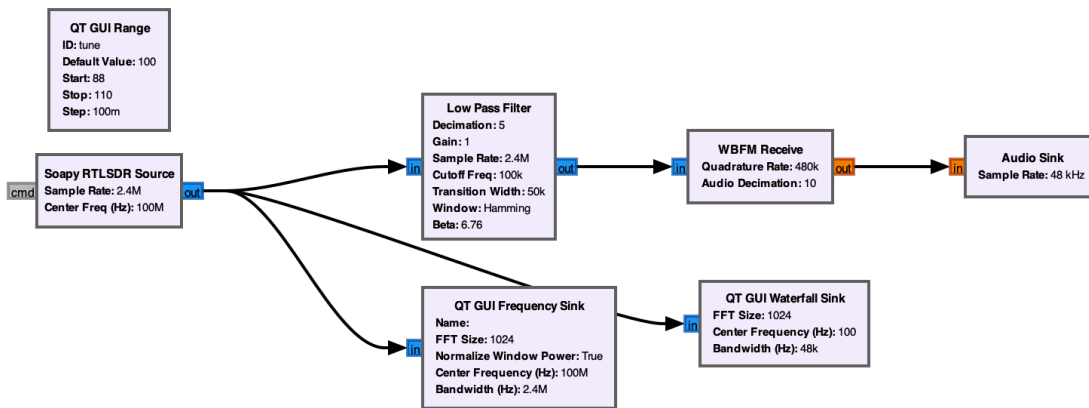 QT GUI Range
ID: tune
Default Value: 100
Start: 88
Stop: 110
Step: 100m
cmd
Soapy RTLSDR Source
Sample Rate: 2.4M
Center Freq (Hz): 100M
out
in
Low Pass Filter
Decimation: 5
Gain: 1
Sample Rate: 2.4M
Cutoff Freq: 100k
Transition Width: 50k
Window: Hamming
Beta: 6.76
out
in
WBFM Receive
Quadrature Rate: 480k
Audio Decimation: 10
out
in
Audio Sink
Sample Rate: 48 kHz
in
QT GUI Frequency Sink
Name:
FFT Size: 1024
Normalize Window Power: True
Center Frequency (Hz): 100M
Bandwidth (Hz): 2.4M
in
QT GUI Waterfall Sink
FFT Size: 1024
Center Frequency (Hz): 100
Bandwidth (Hz): 48k